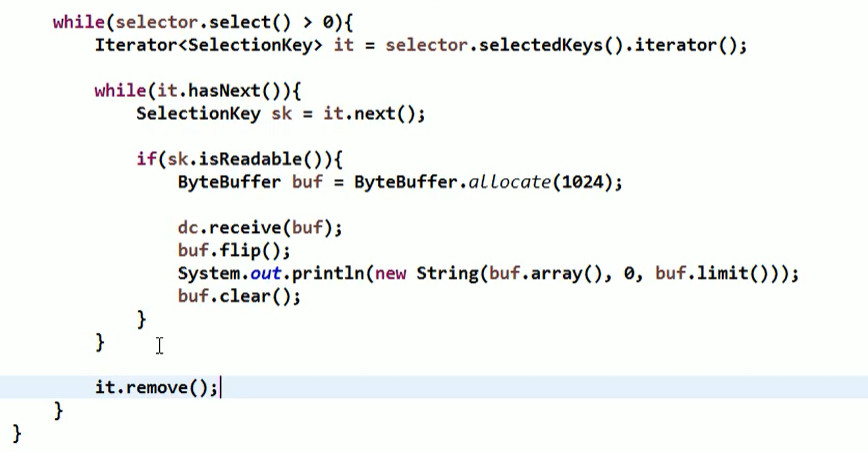 while(selector.select() > 0){
Iterator<SelectionKey> it = selector.selectedKeys().iterator();
while(it.hasNext()){
SelectionKey sk = it.next();
if(sk.isReadable()){
ByteBuffer buf = ByteBuffer.allocate(1024);
dc.receive(buf);
buf.flip();
System.out.println(new String(buf.array(), 0, buf.limit()));
buf.clear();
}
}
it.remove();
}
}